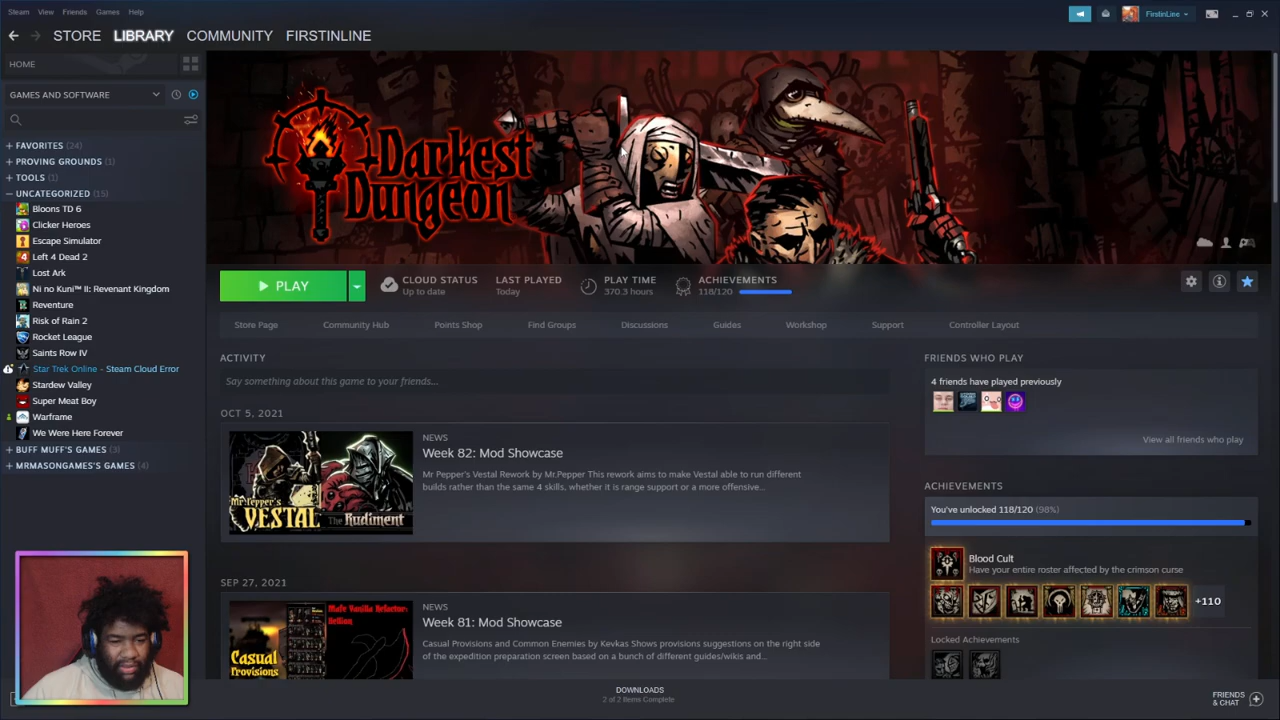 Steam View Friends Games Help
FirstinLine
STORE LIBRARY COMMUNITY FIRSTINLINE
HOME
GAMES AND SOFTWARE
+ FAVORITES (24)
+ PROVING GROUNDS (1)
+ TOOLS (1)
– UNCATEGORIZED (15)
Bloons TD 6
Clicker Heroes
Escape Simulator
Left 4 Dead 2
Lost Ark
Ni no Kuni™ II: Revenant Kingdom
Reventure
Risk of Rain 2
Rocket League
Saints Row IV
Star Trek Online - Steam Cloud Error
Stardew Valley
Super Meat Boy
Warframe
We Were Here Forever
+ BUFF MUFF'S GAMES (3)
+ MRMASONGAMES'S GAMES (4)
Darkest
Dungeon
PLAY
CLOUD STATUS
Up to date
LAST PLAYED
Today
PLAY TIME
370.3 hours
ACHIEVEMENTS
118/120
Store Page Community Hub Points Shop Find Groups Discussions Guides Workshop Support Controller Layout
ACTIVITY
Say something about this game to your friends...
OCT 5, 2021
NEWS
Week 82: Mod Showcase
Mr Pepper's Vestal Rework by Mr.Pepper This rework aims to make Vestal able to run different
builds rather than the same 4 skills, whether it is range support or a more offensive...
Mr.Pepper's
VESTAL
The Rudiment
SEP 27, 2021
NEWS
Week 81: Mod Showcase
Casual Provisions and Common Enemies by Kevkas Shows provisions suggestions on the right side
of the expedition preparation screen based on a bunch of different guides/wikis and...
Male Vanilla Refactor:
Hellion
Casual
Provisions
FRIENDS WHO PLAY
4 friends have played previously
View all friends who play
ACHIEVEMENTS
You've unlocked 118/120 (98%)
Blood Cult
Have your entire roster affected by the crimson curse
+110
Locked Achievements
DOWNLOADS
2 of 2 Items Complete
FRIENDS
& CHAT